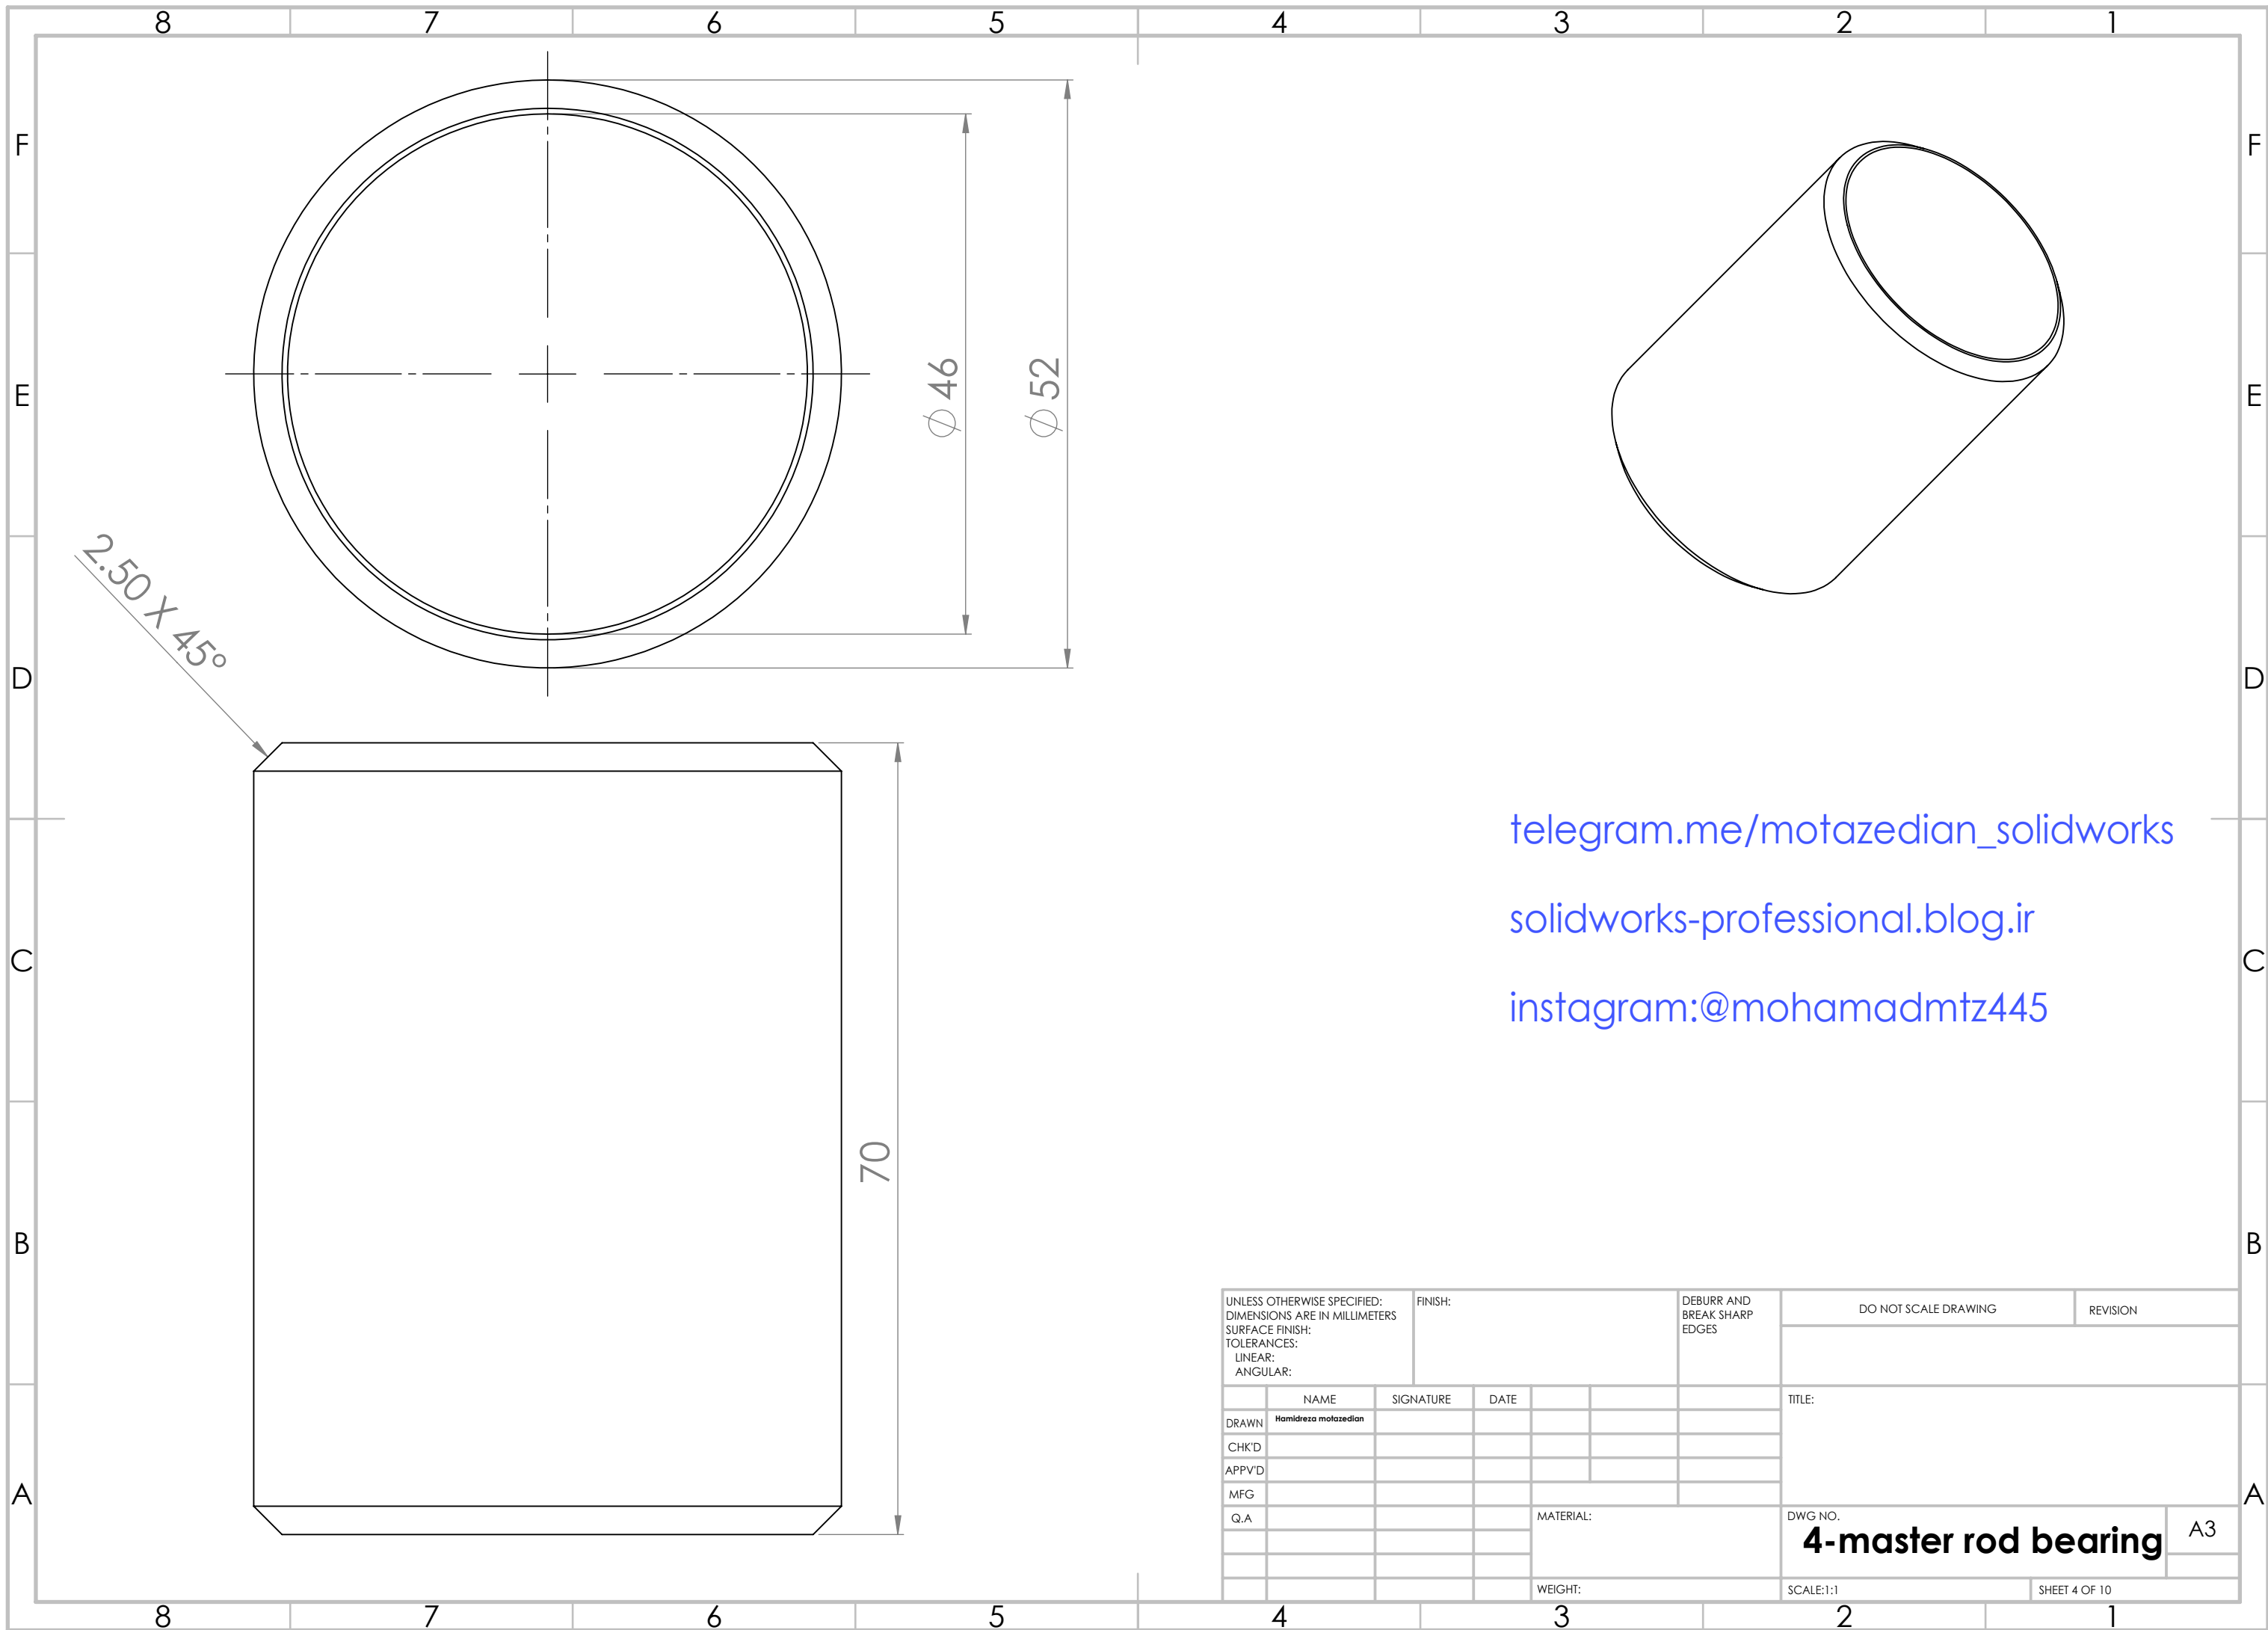 8 7 6 5 4 3 2 1
F F
⌀ 46
⌀ 52
E E
2.50 X 45°
D D
telegram.me/motazedian_solidworks
solidworks-professional.blog.ir
C C
instagram:@mohamadmtz445
70
B B
UNLESS OTHERWISE SPECIFIED:
DIMENSIONS ARE IN MILLIMETERS
SURFACE FINISH:
TOLERANCES:
LINEAR:
ANGULAR:
FINISH:
DEBURR AND
BREAK SHARP
EDGES
DO NOT SCALE DRAWING
REVISION
NAME SIGNATURE DATE
TITLE:
DRAWN Hamidreza motazedian
CHK'D
APPV'D
MFG
Q.A
A A
MATERIAL:
DWG NO.
4-master rod bearing
A3
WEIGHT:
SCALE:1:1
SHEET 4 OF 10
8 7 6 5 4 3 2 1